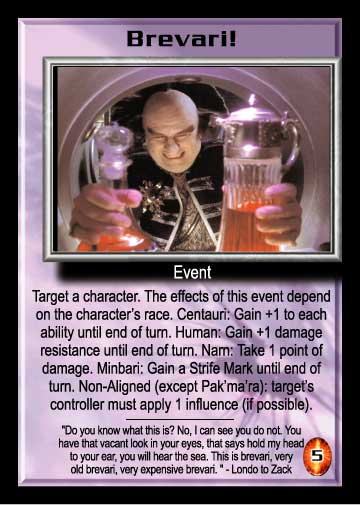 Brevari!
Event
Target a character. The effects of this event depend
on the character's race. Centauri: Gain +1 to each
ability until end of turn. Human: Gain +1 damage
resistance until end of turn. Narn: Take 1 point of
damage. Minbari: Gain a Strife Mark until end of
turn. Non-Aligned (except Pak'ma'ra): target's
controller must apply 1 influence (if possible).
"Do you know what this is? No, I can see you do not. You
have that vacant look in your eyes, that says hold my head
to your ear, you will hear the sea. This is brevari, very
old brevari, very expensive brevari. " - Londo to Zack
5